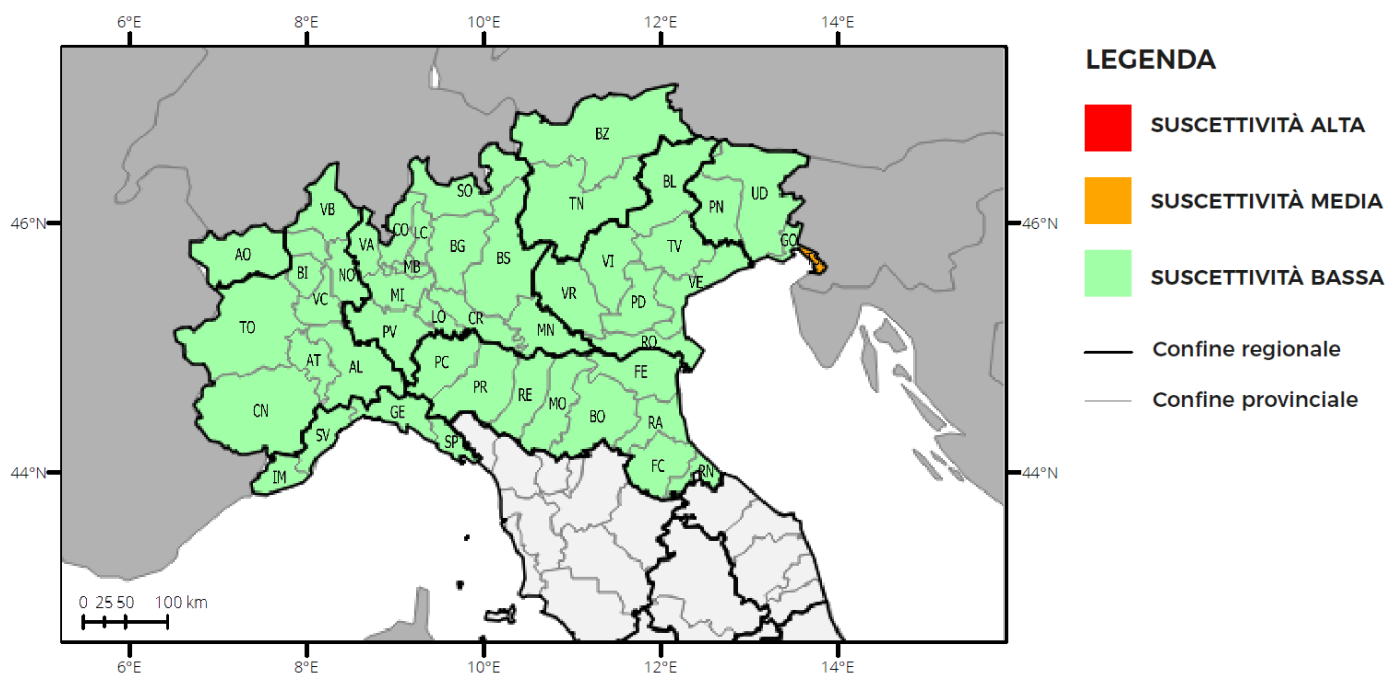 6°E 8°E 10°E 12°E 14°E
LEGENDA
SUSCETTIVITÀ ALTA
SUSCETTIVITÀ MEDIA
SUSCETTIVITÀ BASSA
Confine regionale
Confine provinciale
46°N
46°N
44°N
44°N
BZ
SO
TN
BL
UD
PN
VB
CO
LC
VA
BG
BS
TV
GO
AO
BI
NO
MB
VI
VE
VC
MI
VR
PD
TO
LO
CR
MN
PV
RO
AT
AL
PC
PR
RE
MO
FE
BO
CN
GE
RA
SV
SP
FC
RN
IM
0 25 50 100 km
6°E 8°E 10°E 12°E 14°E